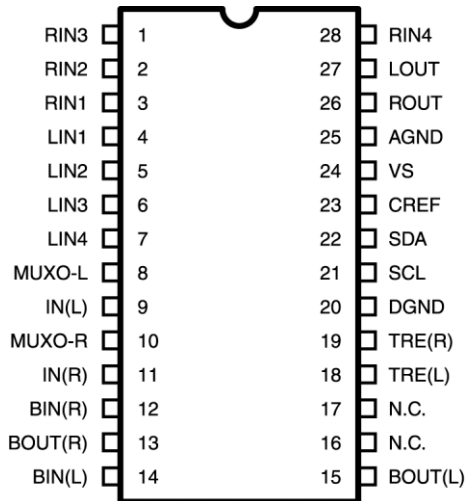 RIN3 1 28 RIN4
RIN2 2 27 LOUT
RIN1 3 26 ROUT
LIN1 4 25 AGND
LIN2 5 24 VS
LIN3 6 23 CREF
LIN4 7 22 SDA
MUXO-L 8 21 SCL
IN(L) 9 20 DGND
MUXO-R 10 19 TRE(R)
IN(R) 11 18 TRE(L)
BIN(R) 12 17 N.C.
BOUT(R) 13 16 N.C.
BIN(L) 14 15 BOUT(L)